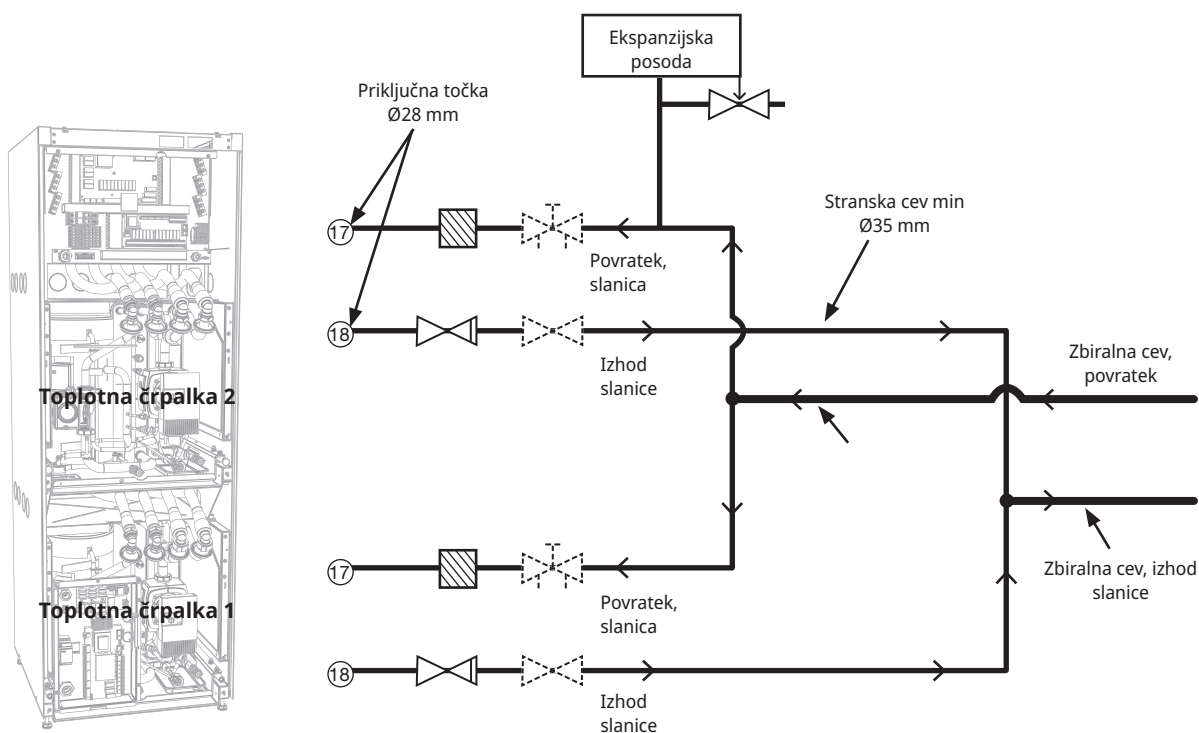 Ekspanzijska
posoda
Priključna točka
Ø28 mm
Stranska cev min
Ø35 mm
17
Povratek,
slanica
18
Izhod
slanice
Zbiralna cev,
povratek
Toplotna črpalka 2
Zbiralna cev, izhod
slanice
17
Povratek,
slanica
Toplotna črpalka 1
18
Izhod
slanice